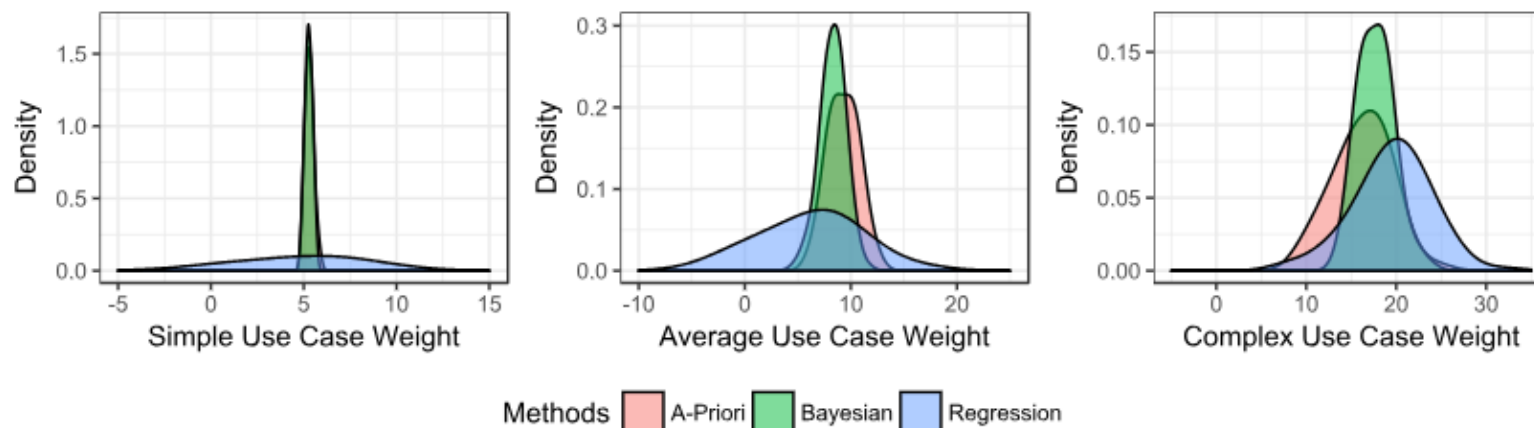 Density
1.5
1.0
0.5
0.0
-5 0 5 10 15
Simple Use Case Weight
Density
0.3
0.2
0.1
0.0
-10 0 10 20
Average Use Case Weight
Density
0.15
0.10
0.05
0.00
0 10 20 30
Complex Use Case Weight
Methods A-Priori Bayesian Regression